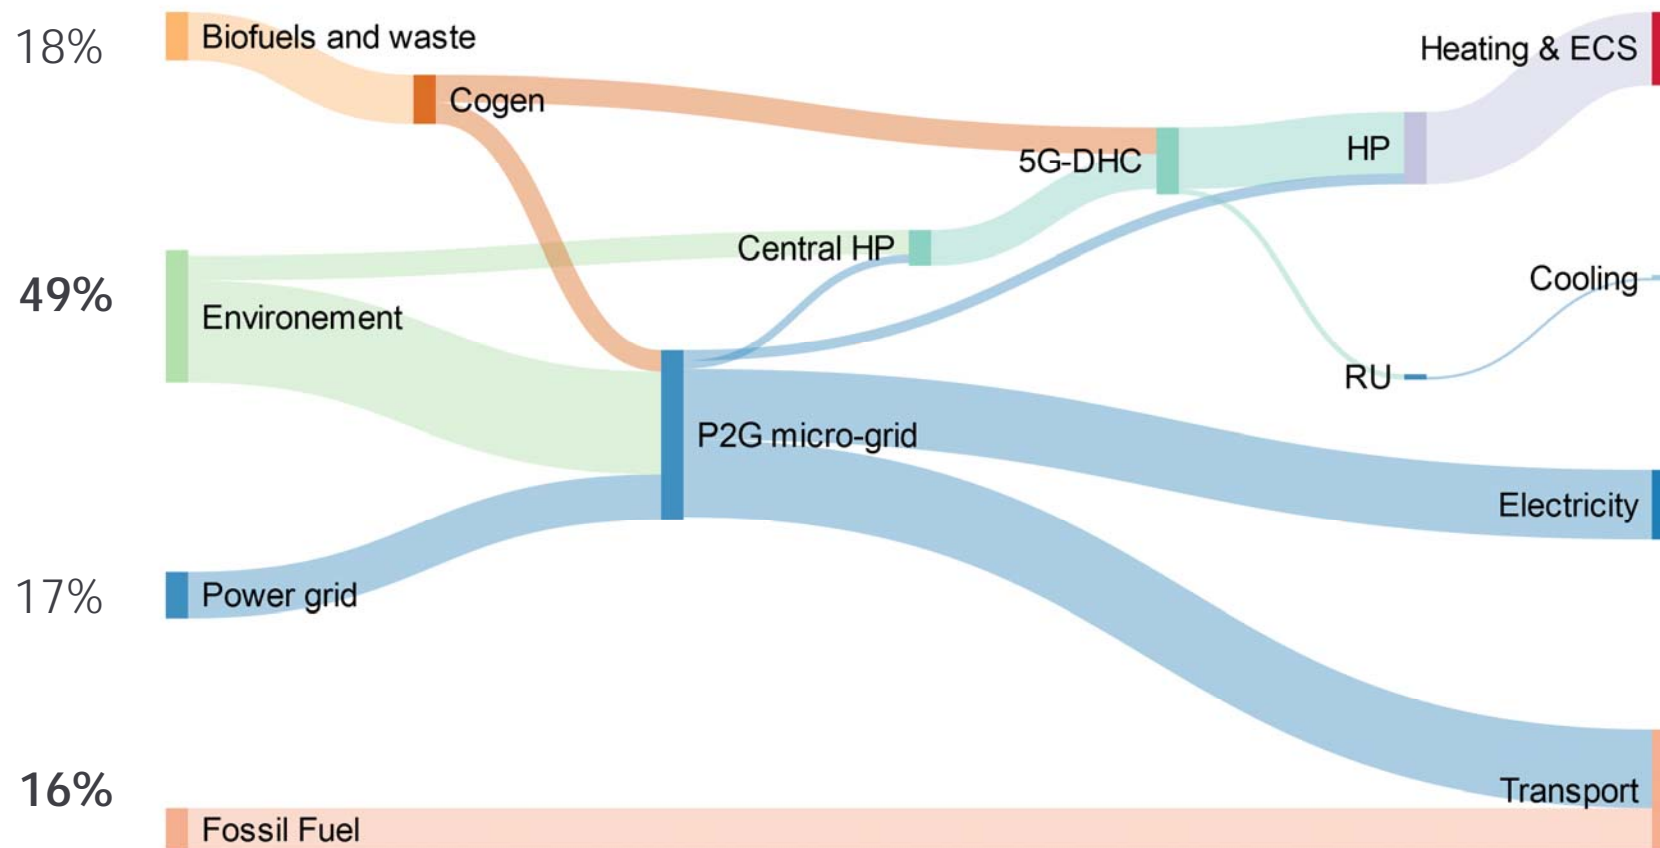 18%
Biofuels and waste
Heating & ECS
Cogen
HP
5G-DHC
Central HP
Cooling
49%
Environement
RU
P2G micro-grid
Electricity
17%
Power grid
16%
Transport
Fossil Fuel